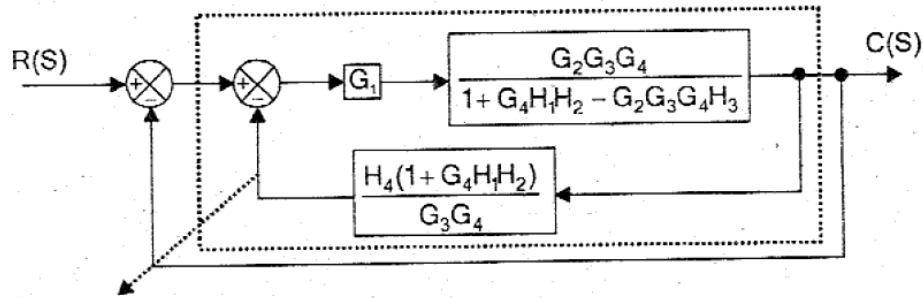 R(S)
+
−
+
−
G₁
G₂G₃G₄
1+G₄H₁H₂−G₂G₃G₄H₃
C(S)
H₄(1+G₄H₁H₂)
G₃G₄